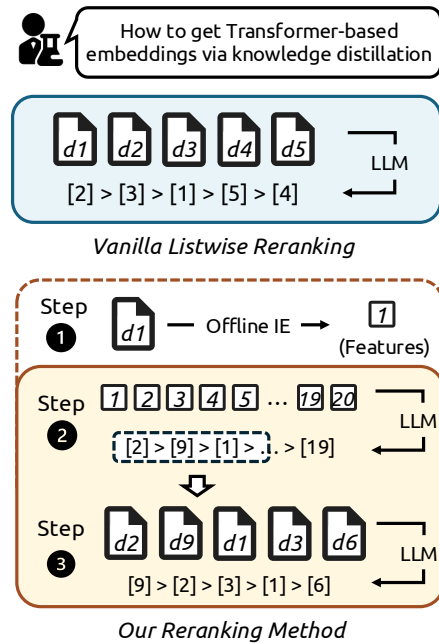 How to get Transformer-based
embeddings via knowledge distillation
d1 d2 d3 d4 d5
LLM
[2] > [3] > [1] > [5] > [4]
Vanilla Listwise Reranking
Step
1
d1
Offline IE
1
(Features)
Step
2
1 2 3 4 5 ... 19 20
LLM
[2] > [9] > [1] > ... > [19]
Step
3
d2 d9 d1 d3 d6
LLM
[9] > [2] > [3] > [1] > [6]
Our Reranking Method